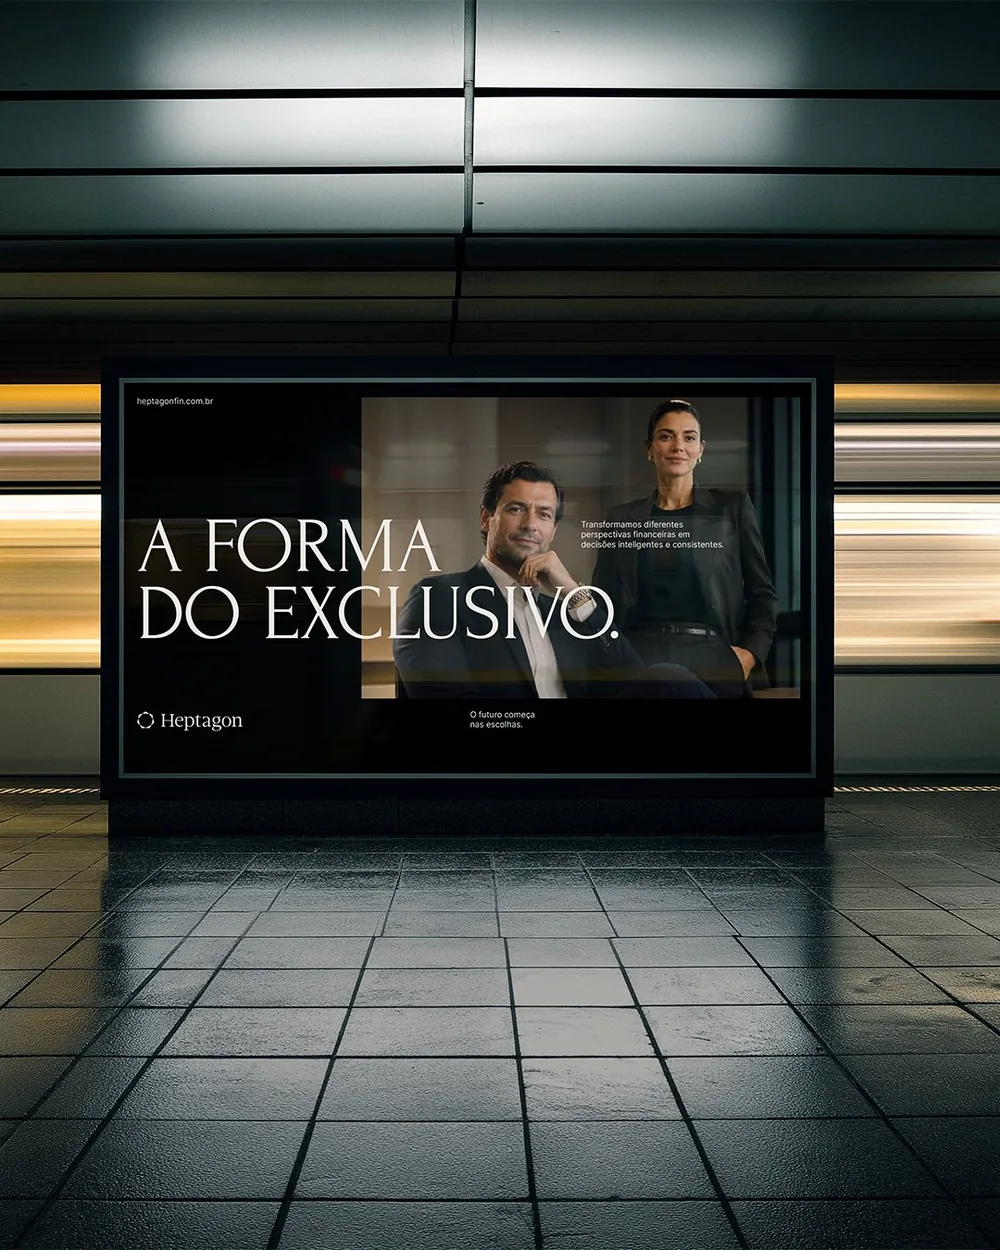 heptagonfin.com.br
A FORMA
DO EXCLUSIVO.
Transformamos diferentes
perspectivas financeiras em
decisões inteligentes e consistentes.
Heptagon
O futuro começa
nas escolhas.